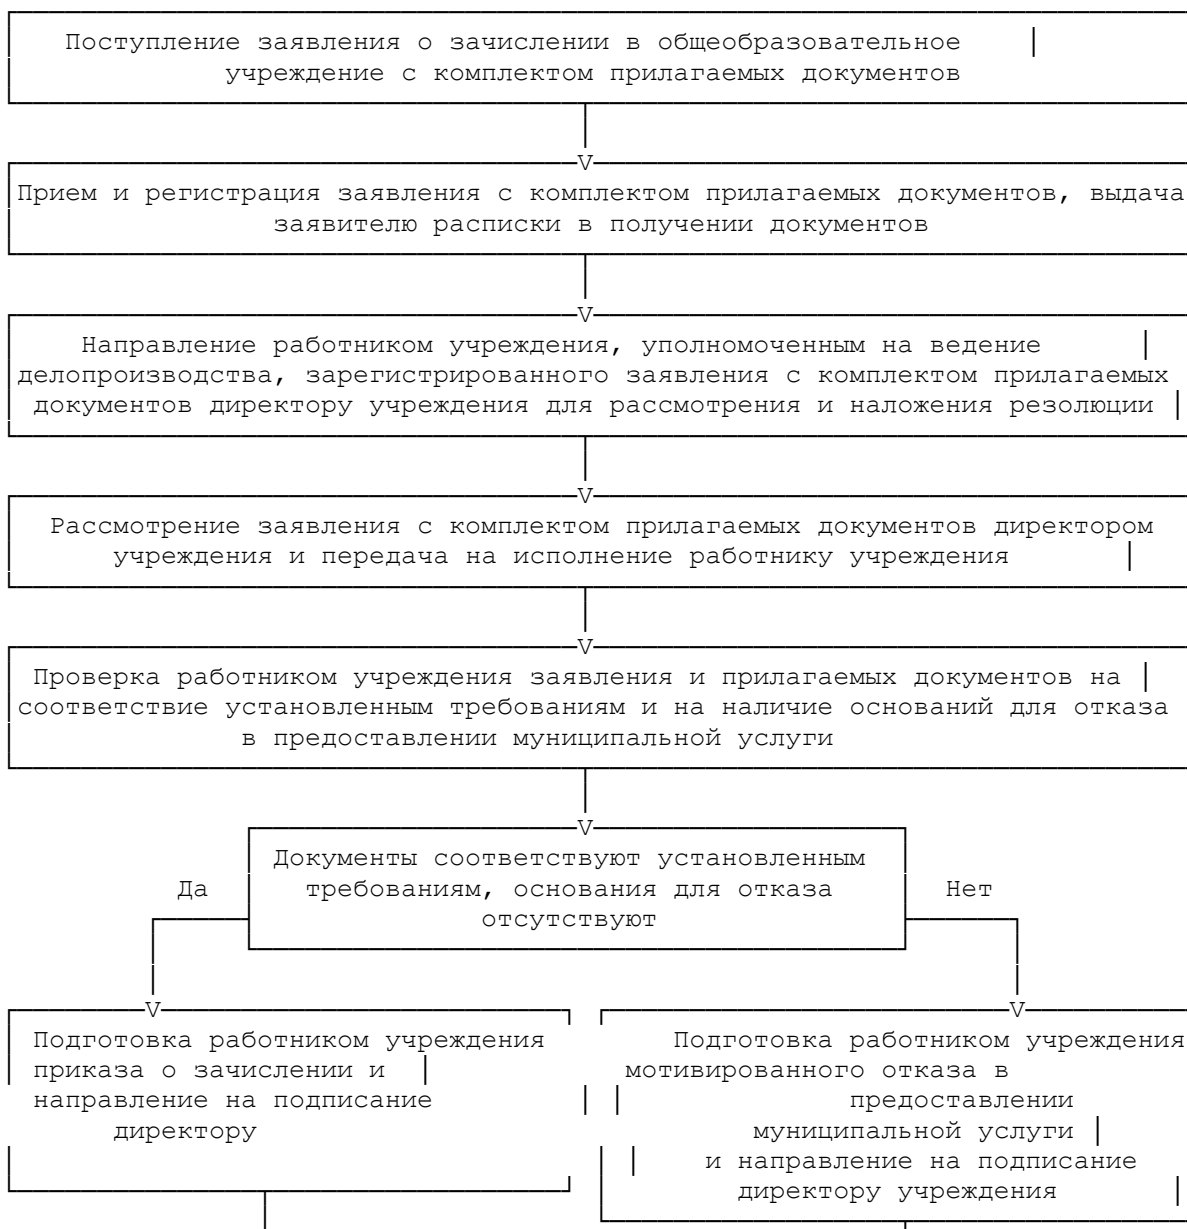 Поступление заявления о зачислении в общеобразовательное
учреждение с комплектом прилагаемых документов
V
Прием и регистрация заявления с комплектом прилагаемых документов, выдача
заявителю расписки в получении документов
V
Направление работником учреждения, уполномоченным на ведение
делопроизводства, зарегистрированного заявления с комплектом прилагаемых
документов директору учреждения для рассмотрения и наложения резолюции
V
Рассмотрение заявления с комплектом прилагаемых документов директором
учреждения и передача на исполнение работнику учреждения
V
Проверка работником учреждения заявления и прилагаемых документов на
соответствие установленным требованиям и на наличие оснований для отказа
в предоставлении муниципальной услуги
V
Документы соответствуют установленным
требованиям, основания для отказа
отсутствуют
Да
Нет
V
Подготовка работником учреждения
приказа о зачислении и
направление на подписание
директору
V
Подготовка работником учреждения
мотивированного отказа в
предоставлении
муниципальной услуги
и направление на подписание
директору учреждения